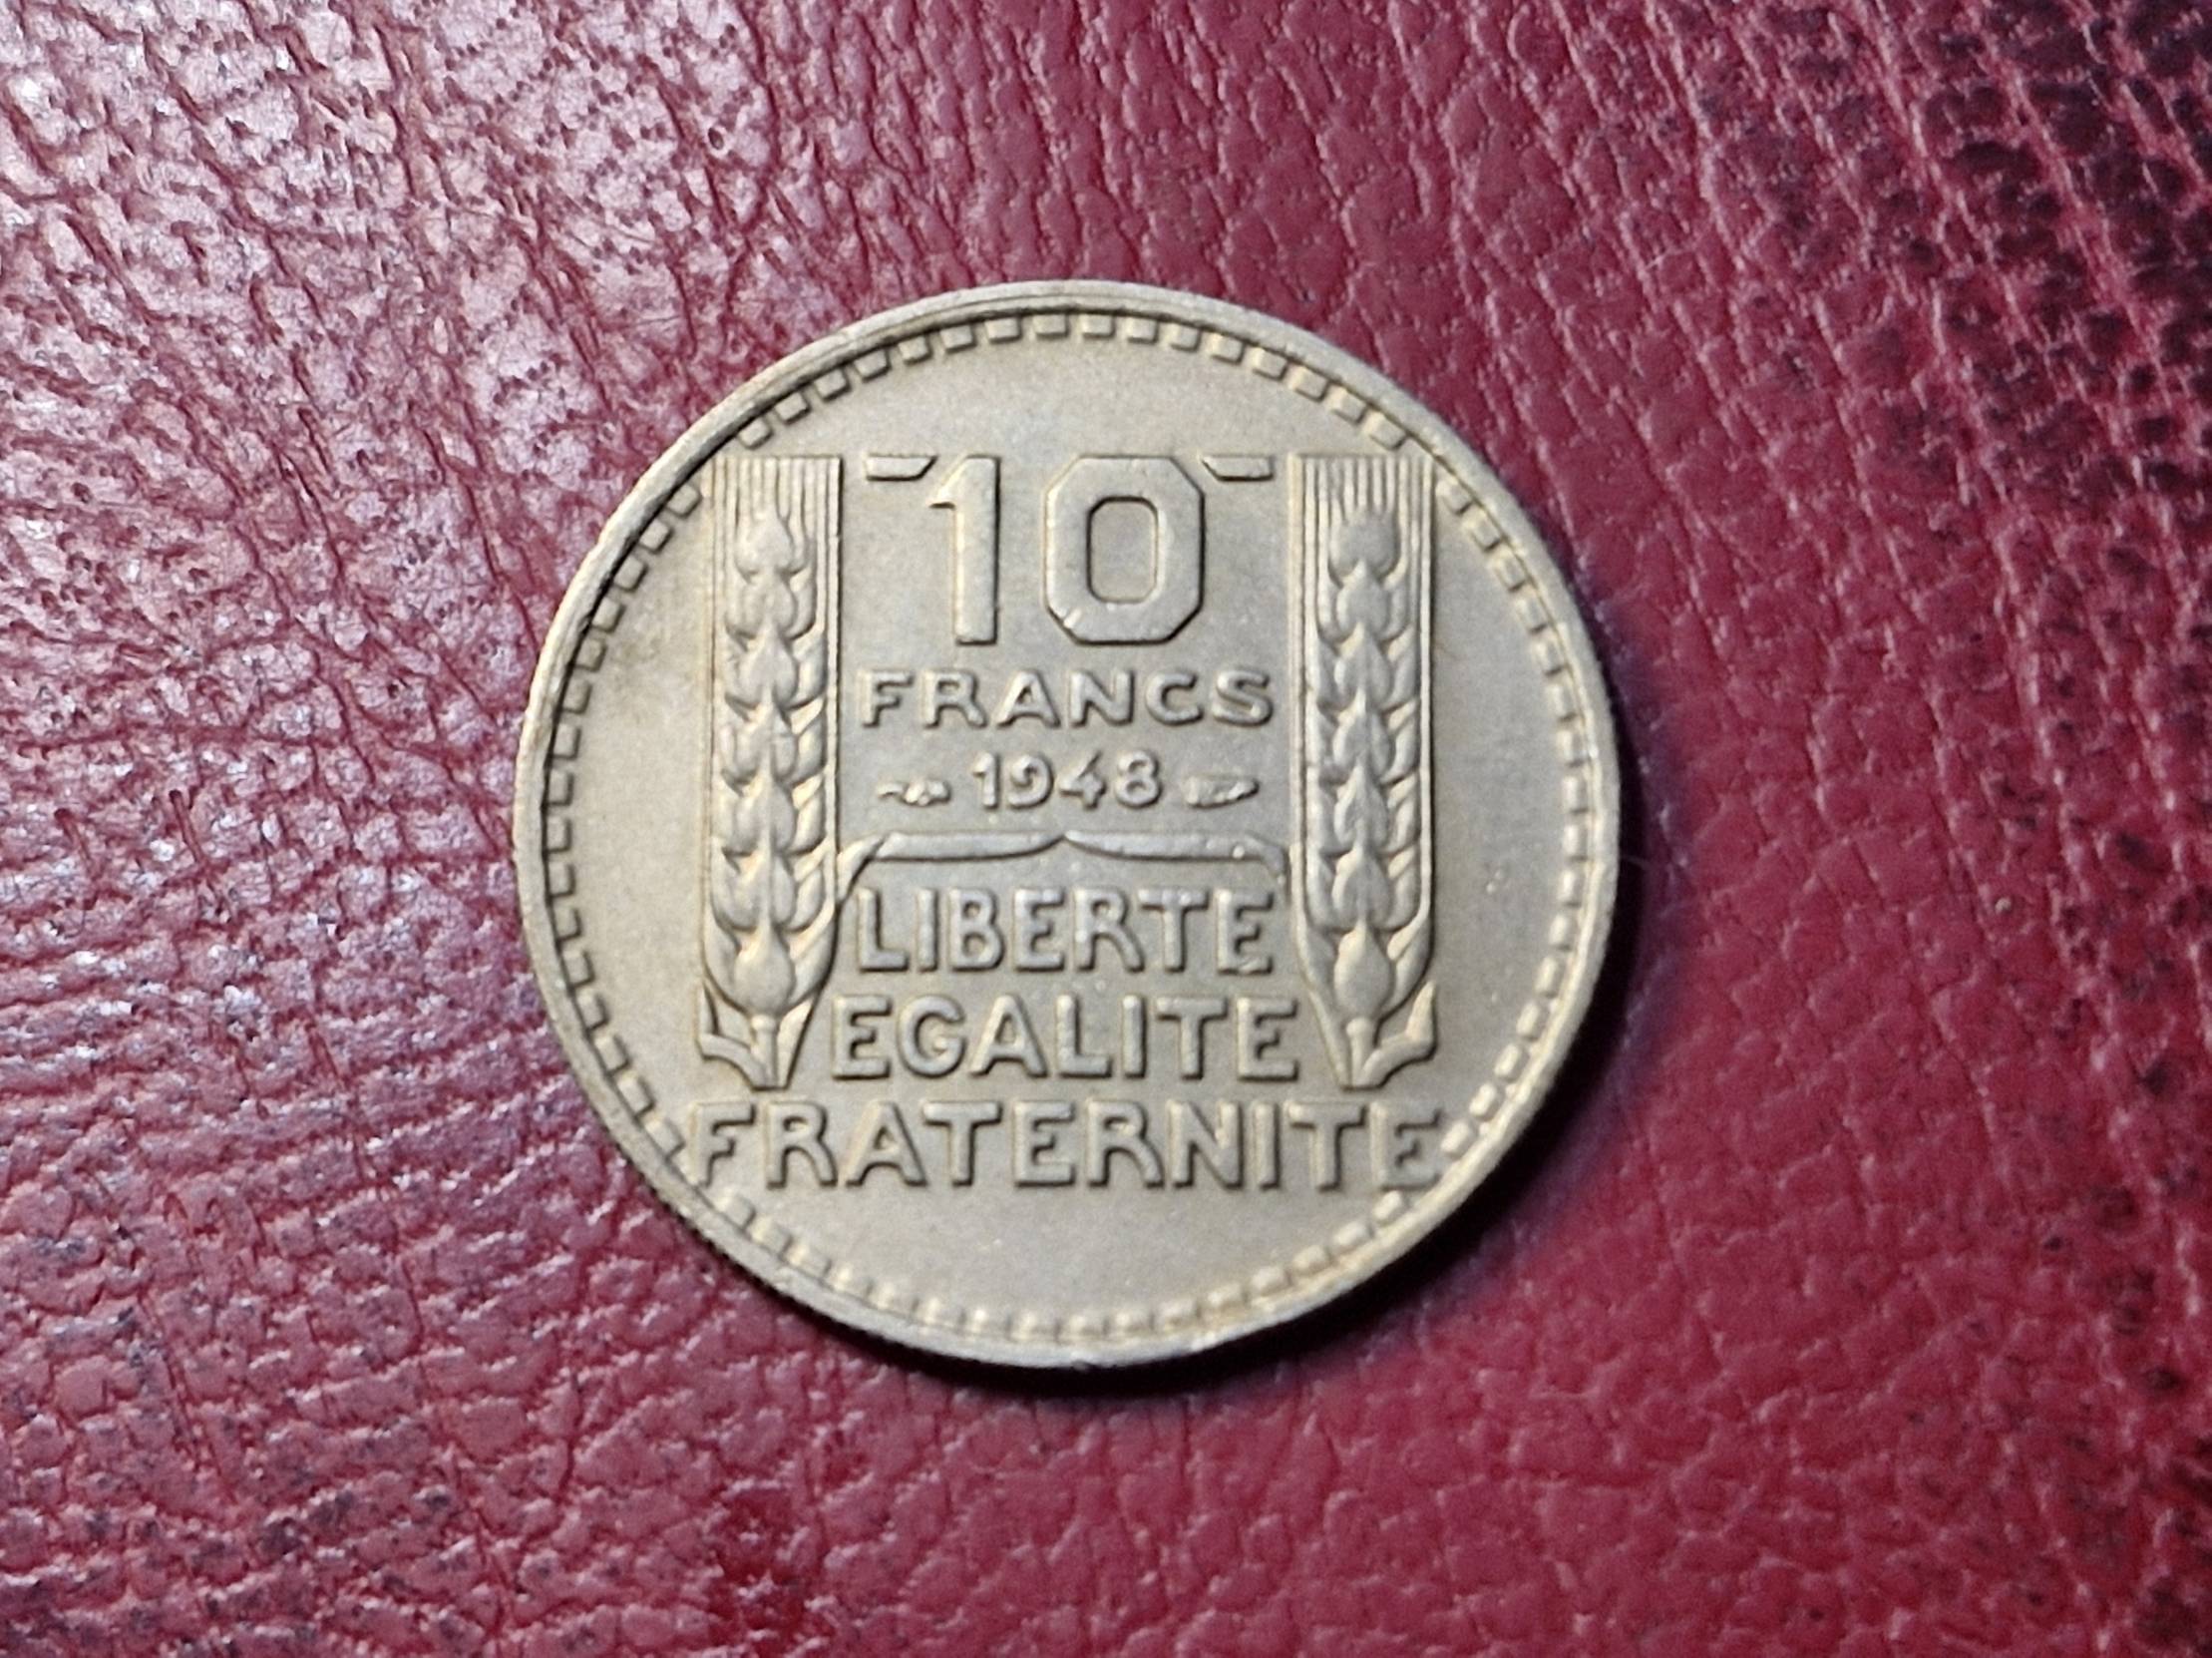 10
FRANCS
1948
LIBERTE
EGALITE
FRATERNITE